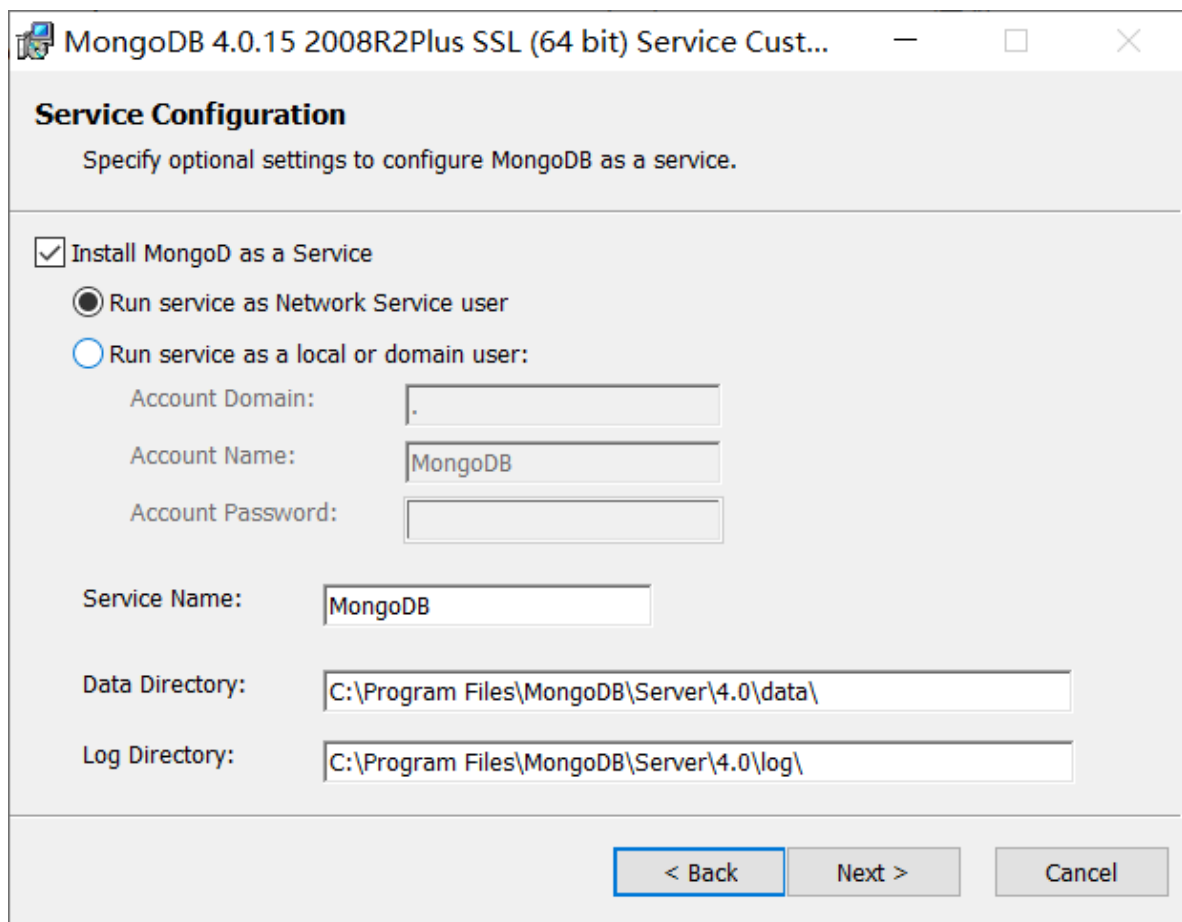 MongoDB 4.0.15 2008R2Plus SSL (64 bit) Service Cust...
Service Configuration
Specify optional settings to configure MongoDB as a service.
Install MongoD as a Service
Run service as Network Service user
Run service as a local or domain user:
Account Domain: .
Account Name: MongoDB
Account Password:
Service Name: MongoDB
Data Directory: C:\Program Files\MongoDB\Server\4.0\data\
Log Directory: C:\Program Files\MongoDB\Server\4.0\log\
< Back Next > Cancel